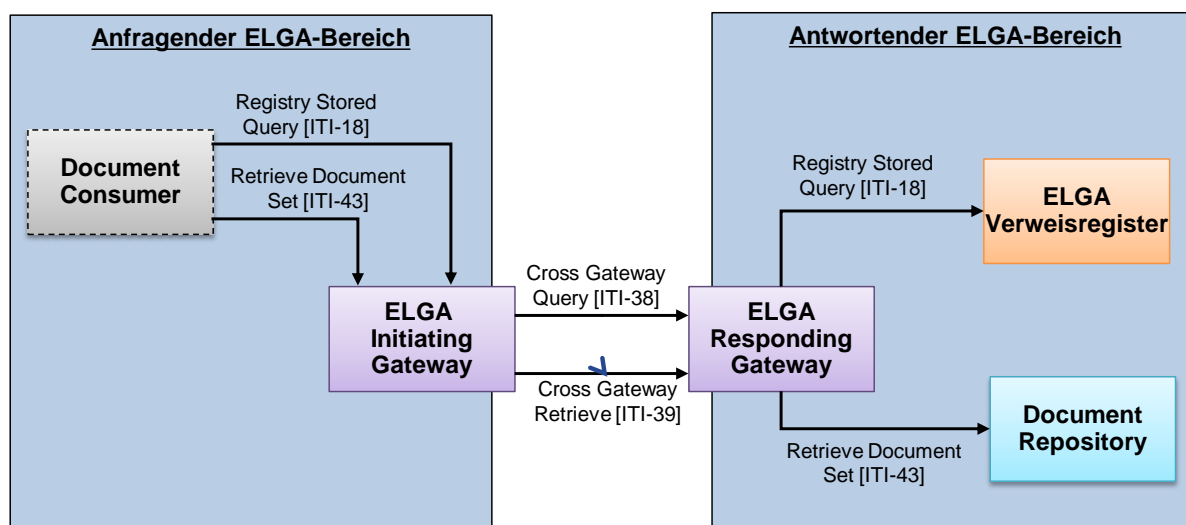 Anfragender ELGA-Bereich
Registry Stored
Query [ITI-18]
Document
Consumer
Retrieve Document
Set [ITI-43]
ELGA
Initiating
Gateway
Cross Gateway
Query [ITI-38]
Cross Gateway
Retrieve [ITI-39]
Antwortender ELGA-Bereich
Registry Stored
Query [ITI-18]
ELGA
Verweisregister
ELGA
Responding
Gateway
Document
Repository
Retrieve Document
Set [ITI-43]